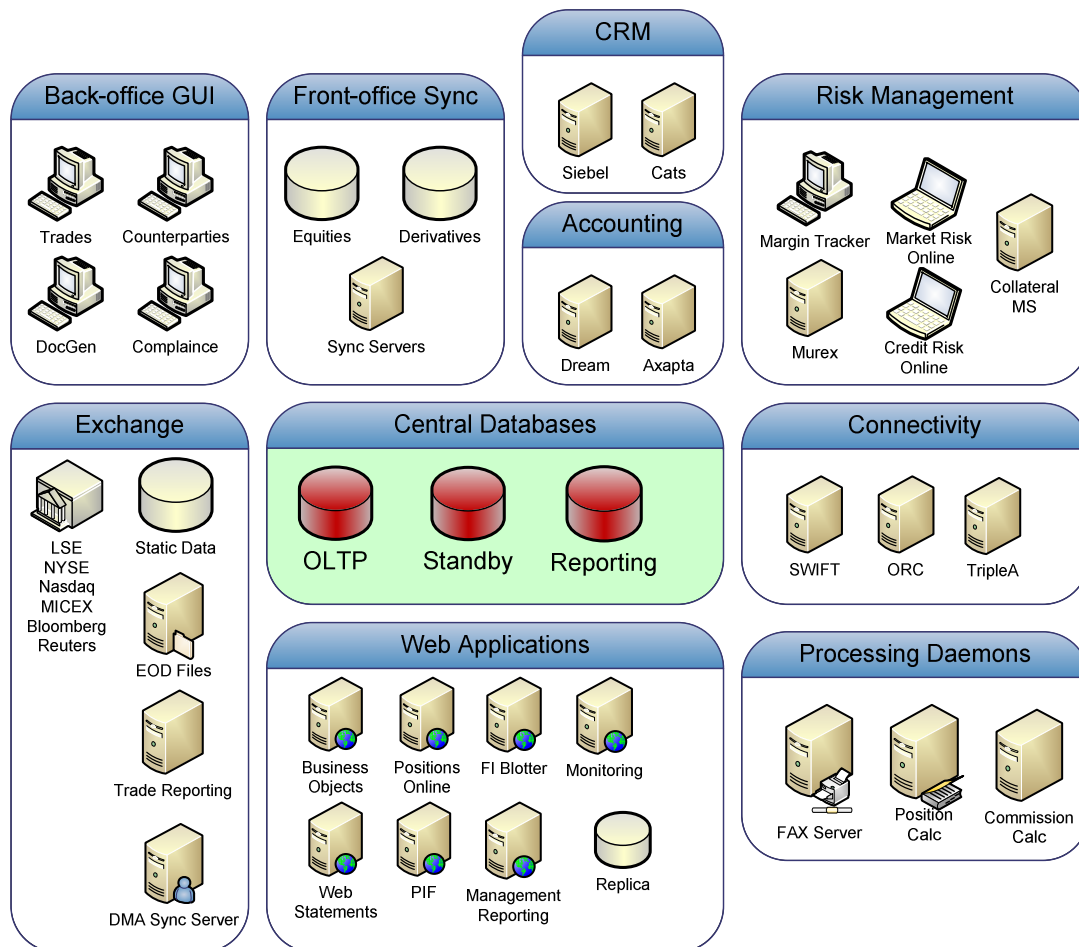 CRM
Siebel
Cats
Back-office GUI
Trades
Counterparties
DocGen
Complaince
Front-office Sync
Equities
Derivatives
Sync Servers
Accounting
Dream
Axapta
Risk Management
Margin Tracker
Market Risk
Online
Collateral
MS
Murex
Credit Risk
Online
Exchange
LSE
NYSE
Nasdaq
MICEX
Bloomberg
Reuters
Static Data
EOD Files
Trade Reporting
DMA Sync Server
Central Databases
OLTP
Standby
Reporting
Connectivity
SWIFT
ORC
TripleA
Web Applications
Business
Objects
Positions
Online
FI Blotter
Monitoring
Web
Statements
PIF
Management
Reporting
Replica
Processing Daemons
FAX Server
Position
Calc
Commission
Calc